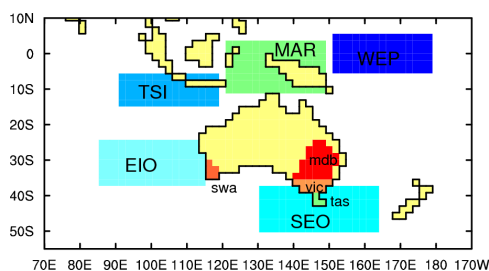 10N
MAR
WEP
0
TSI
10S
20S
EIO
mdb
30S
swa
vic
tas
40S
SEO
50S
70E 80E 90E 100E 110E 120E 130E 140E 150E 160E 170E 180 170W